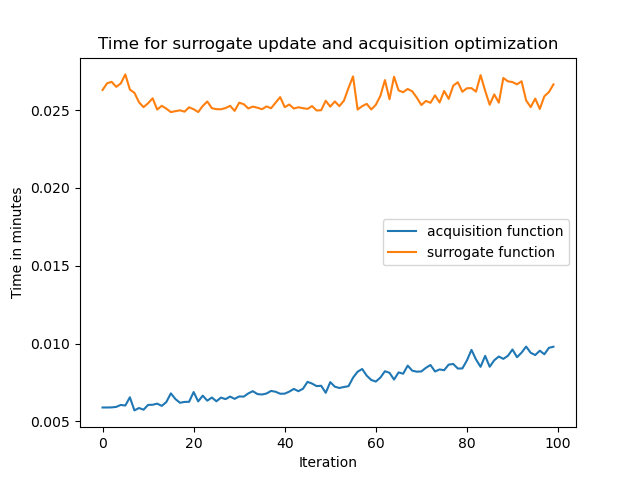 Time for surrogate update and acquisition optimization
0.025
0.020
0.015
0.010
0.005
Time in minutes
acquisition function
surrogate function
0 20 40 60 80 100
Iteration